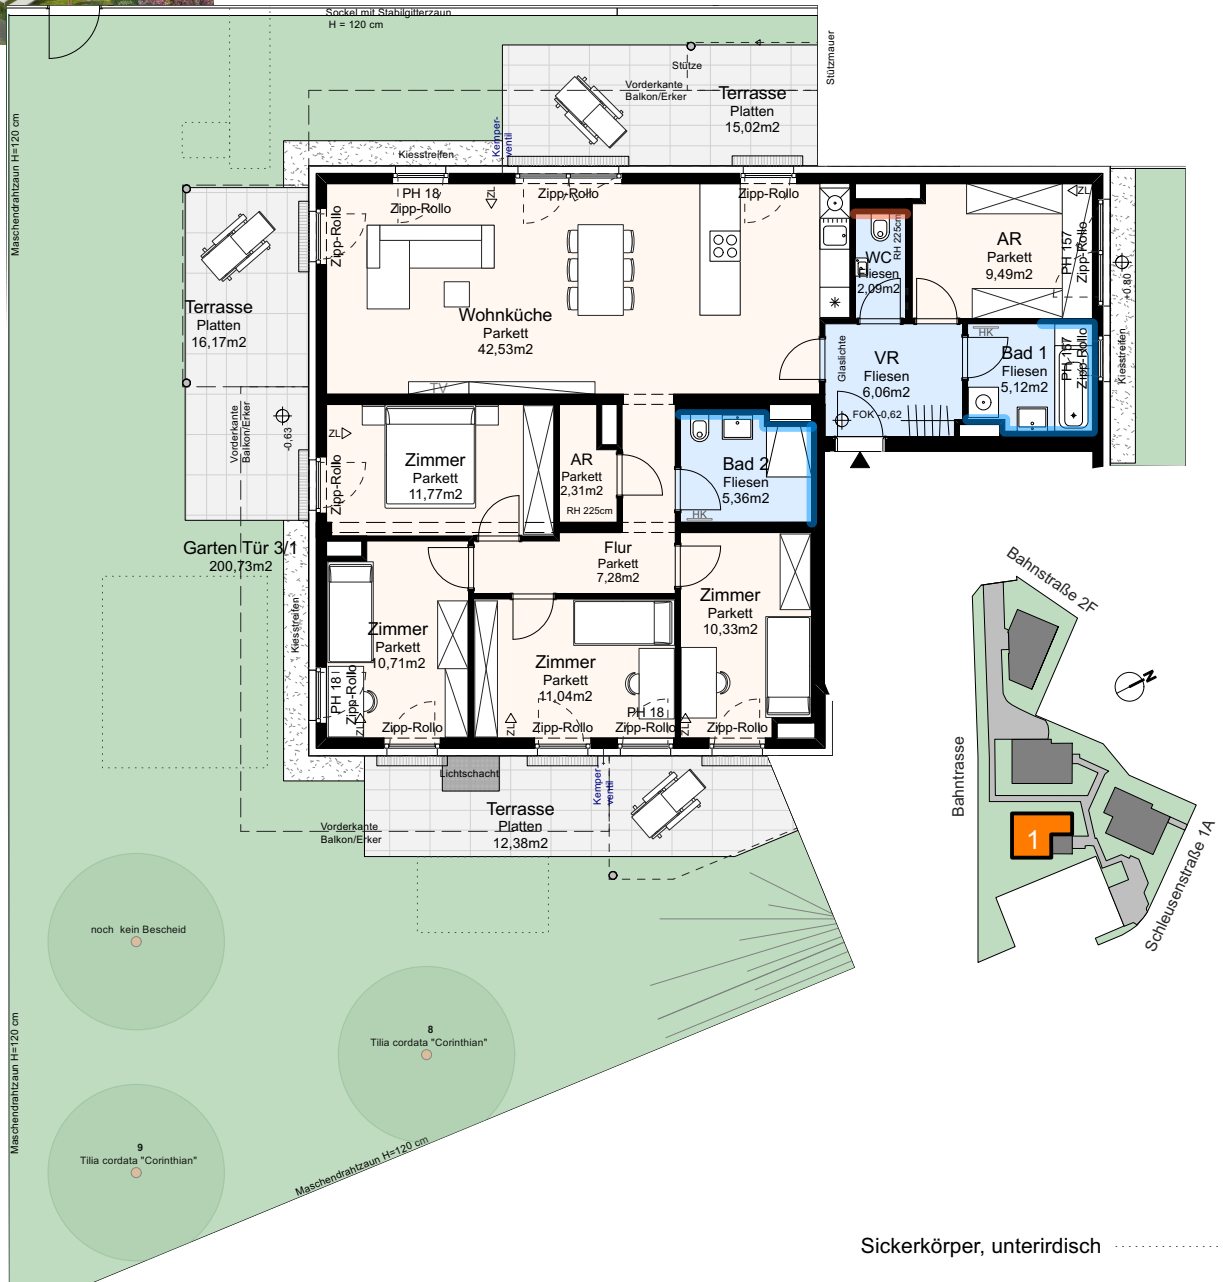 Sockel mit Stabilgitterzaun
H = 120 cm
Stützmauer
Stütze
Vorderkante
Balkon/Erker
Terrasse
Platten
15,02m2
Maschendrahtzaun H=120 cm
Kemper-
ventil
Kiesstreifen
PH 18
Zipp-Rollo
ZL
Zipp-Rollo
Zipp-Rollo
Zipp-Rollo
RH 225cm
WC
Fliesen
2,09m2
AR
Parkett
9,49m2
ZL
PH 157
Zipp-Rollo
+0.80
Terrasse
Platten
16,17m2
Wohnküche
Parkett
42,53m2
TV
Glaslichte
VR
Fliesen
6,06m2
FOK -0,62
HK
Bad 1
Fliesen
5,12m2
PH 157
Zipp-Rollo
Kiesstreifen
Vorderkante
Balkon/Erker
-0,63
ZL
Zipp-Rollo
Zimmer
Parkett
11,77m2
AR
Parkett
2,31m2
RH 225cm
Bad 2
Fliesen
5,36m2
HK
Garten Tür 3/1
200,73m2
Flur
Parkett
7,28m2
Kiesstreifen
Zimmer
Parkett
10,71m2
Zimmer
Parkett
11,04m2
Zimmer
Parkett
10,33m2
PH 18
Zipp-Rollo
ZL
Zipp-Rollo
ZL
Zipp-Rollo
PH 18
Zipp-Rollo
ZL
Zipp-Rollo
Lichtschacht
Kemper
ventil
Terrasse
Platten
12,38m2
Vorderkante
Balkon/Erker
Bahnstraße 2F
N
Bahntrasse
1
Schleusenstraße 1A
noch kein Bescheid
8
Tilia cordata "Corinthian"
9
Tilia cordata "Corinthian"
Maschendrahtzaun H=120 cm
Maschendrahtzaun H=120 cm
Sickerkörper, unterirdisch